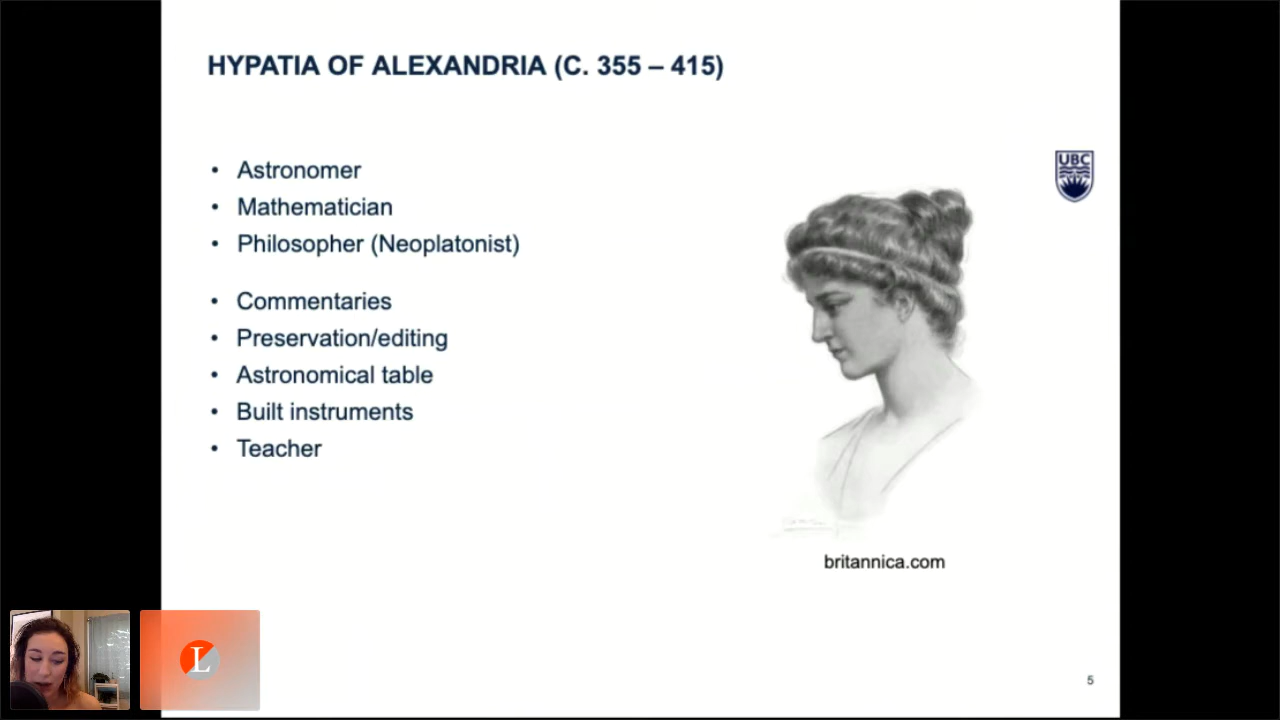 HYPATIA OF ALEXANDRIA (C. 355 – 415)
• Astronomer
• Mathematician
• Philosopher (Neoplatonist)
• Commentaries
• Preservation/editing
• Astronomical table
• Built instruments
• Teacher
UBC
britannica.com
L
5